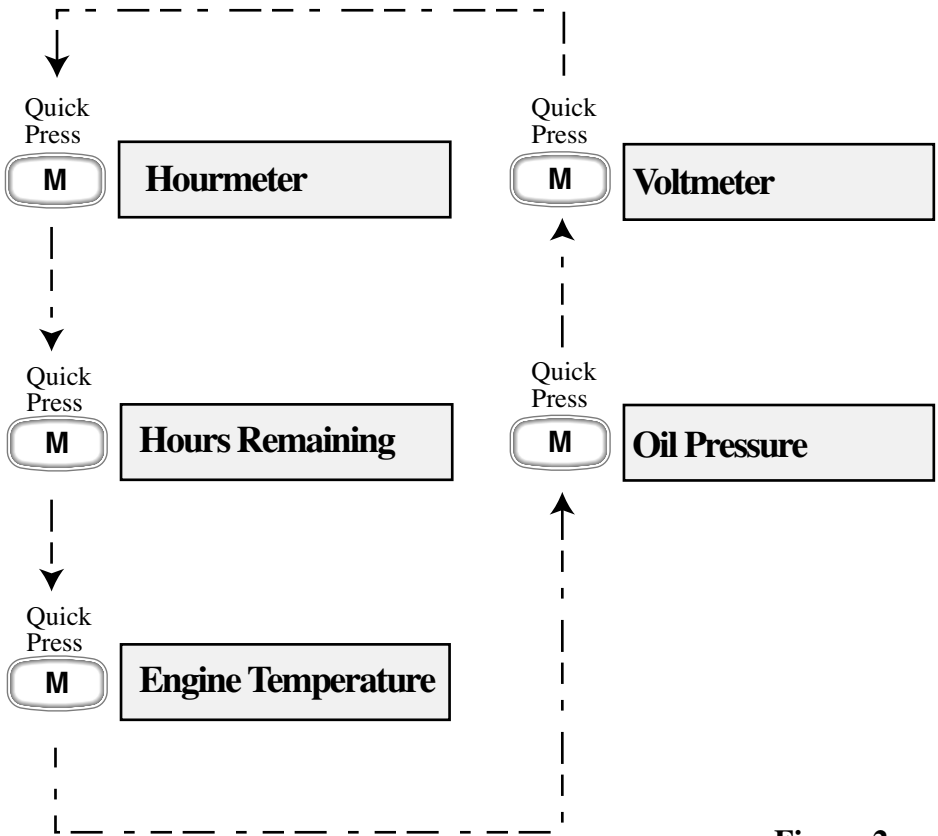 Quick
Press
M
Hourmeter
Quick
Press
M
Hours Remaining
Quick
Press
M
Engine Temperature
Quick
Press
M
Voltmeter
Quick
Press
M
Oil Pressure